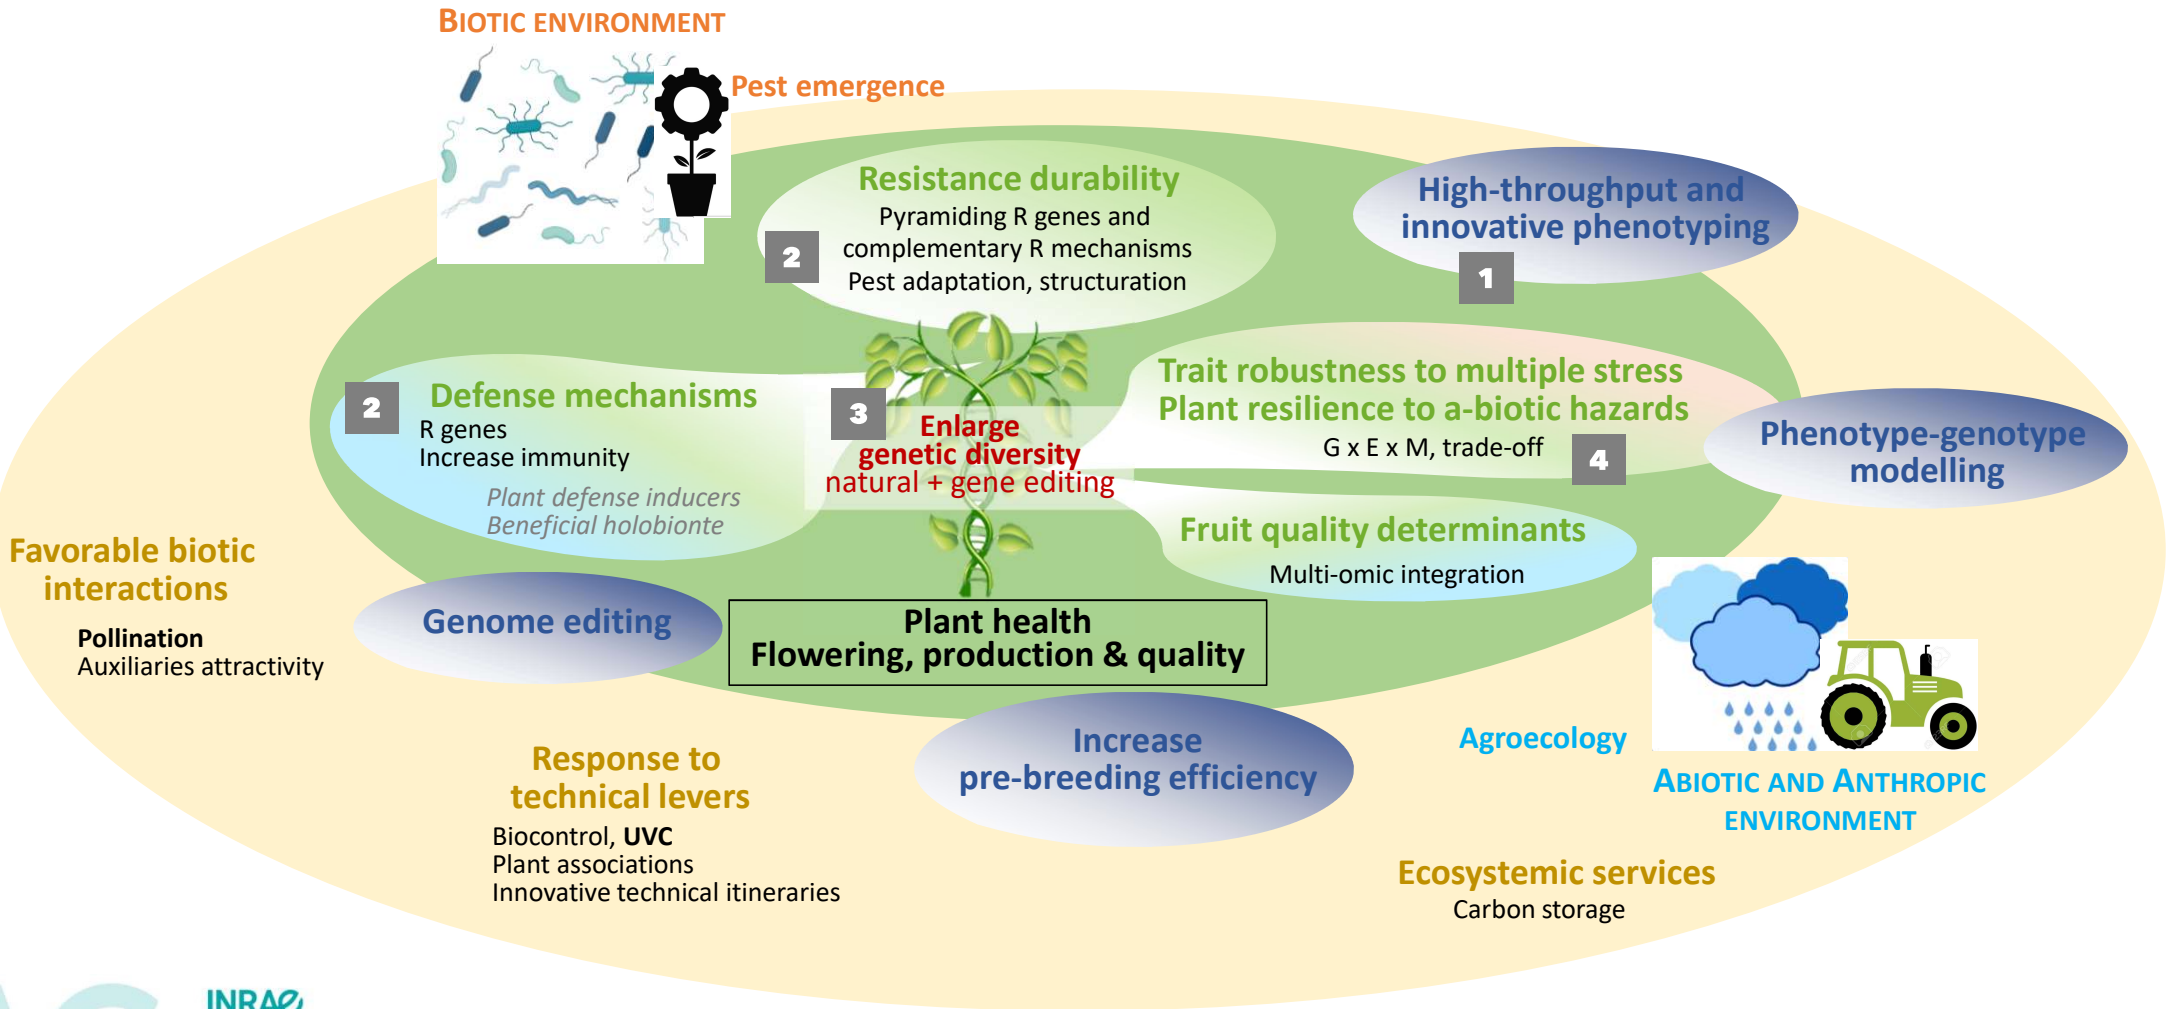 BIOTIC ENVIRONMENT
Pest emergence
Resistance durability
Pyramiding R genes and
complementary R mechanisms
Pest adaptation, structuration
2
High-throughput and
innovative phenotyping
1
2
Defense mechanisms
R genes
Increase immunity
Plant defense inducers
Beneficial holobionte
3
Enlarge
genetic diversity
natural + gene editing
Trait robustness to multiple stress
Plant resilience to a-biotic hazards
G x E x M, trade-off
4
Phenotype-genotype
modelling
Fruit quality determinants
Multi-omic integration
Favorable biotic
interactions
Pollination
Auxiliaries attractivity
Genome editing
Plant health
Flowering, production & quality
Increase
pre-breeding efficiency
Response to
technical levers
Biocontrol, UVC
Plant associations
Innovative technical itineraries
Agroecology
ABIOTIC AND ANTHROPIC
ENVIRONMENT
Ecosystemic services
Carbon storage
INRAE